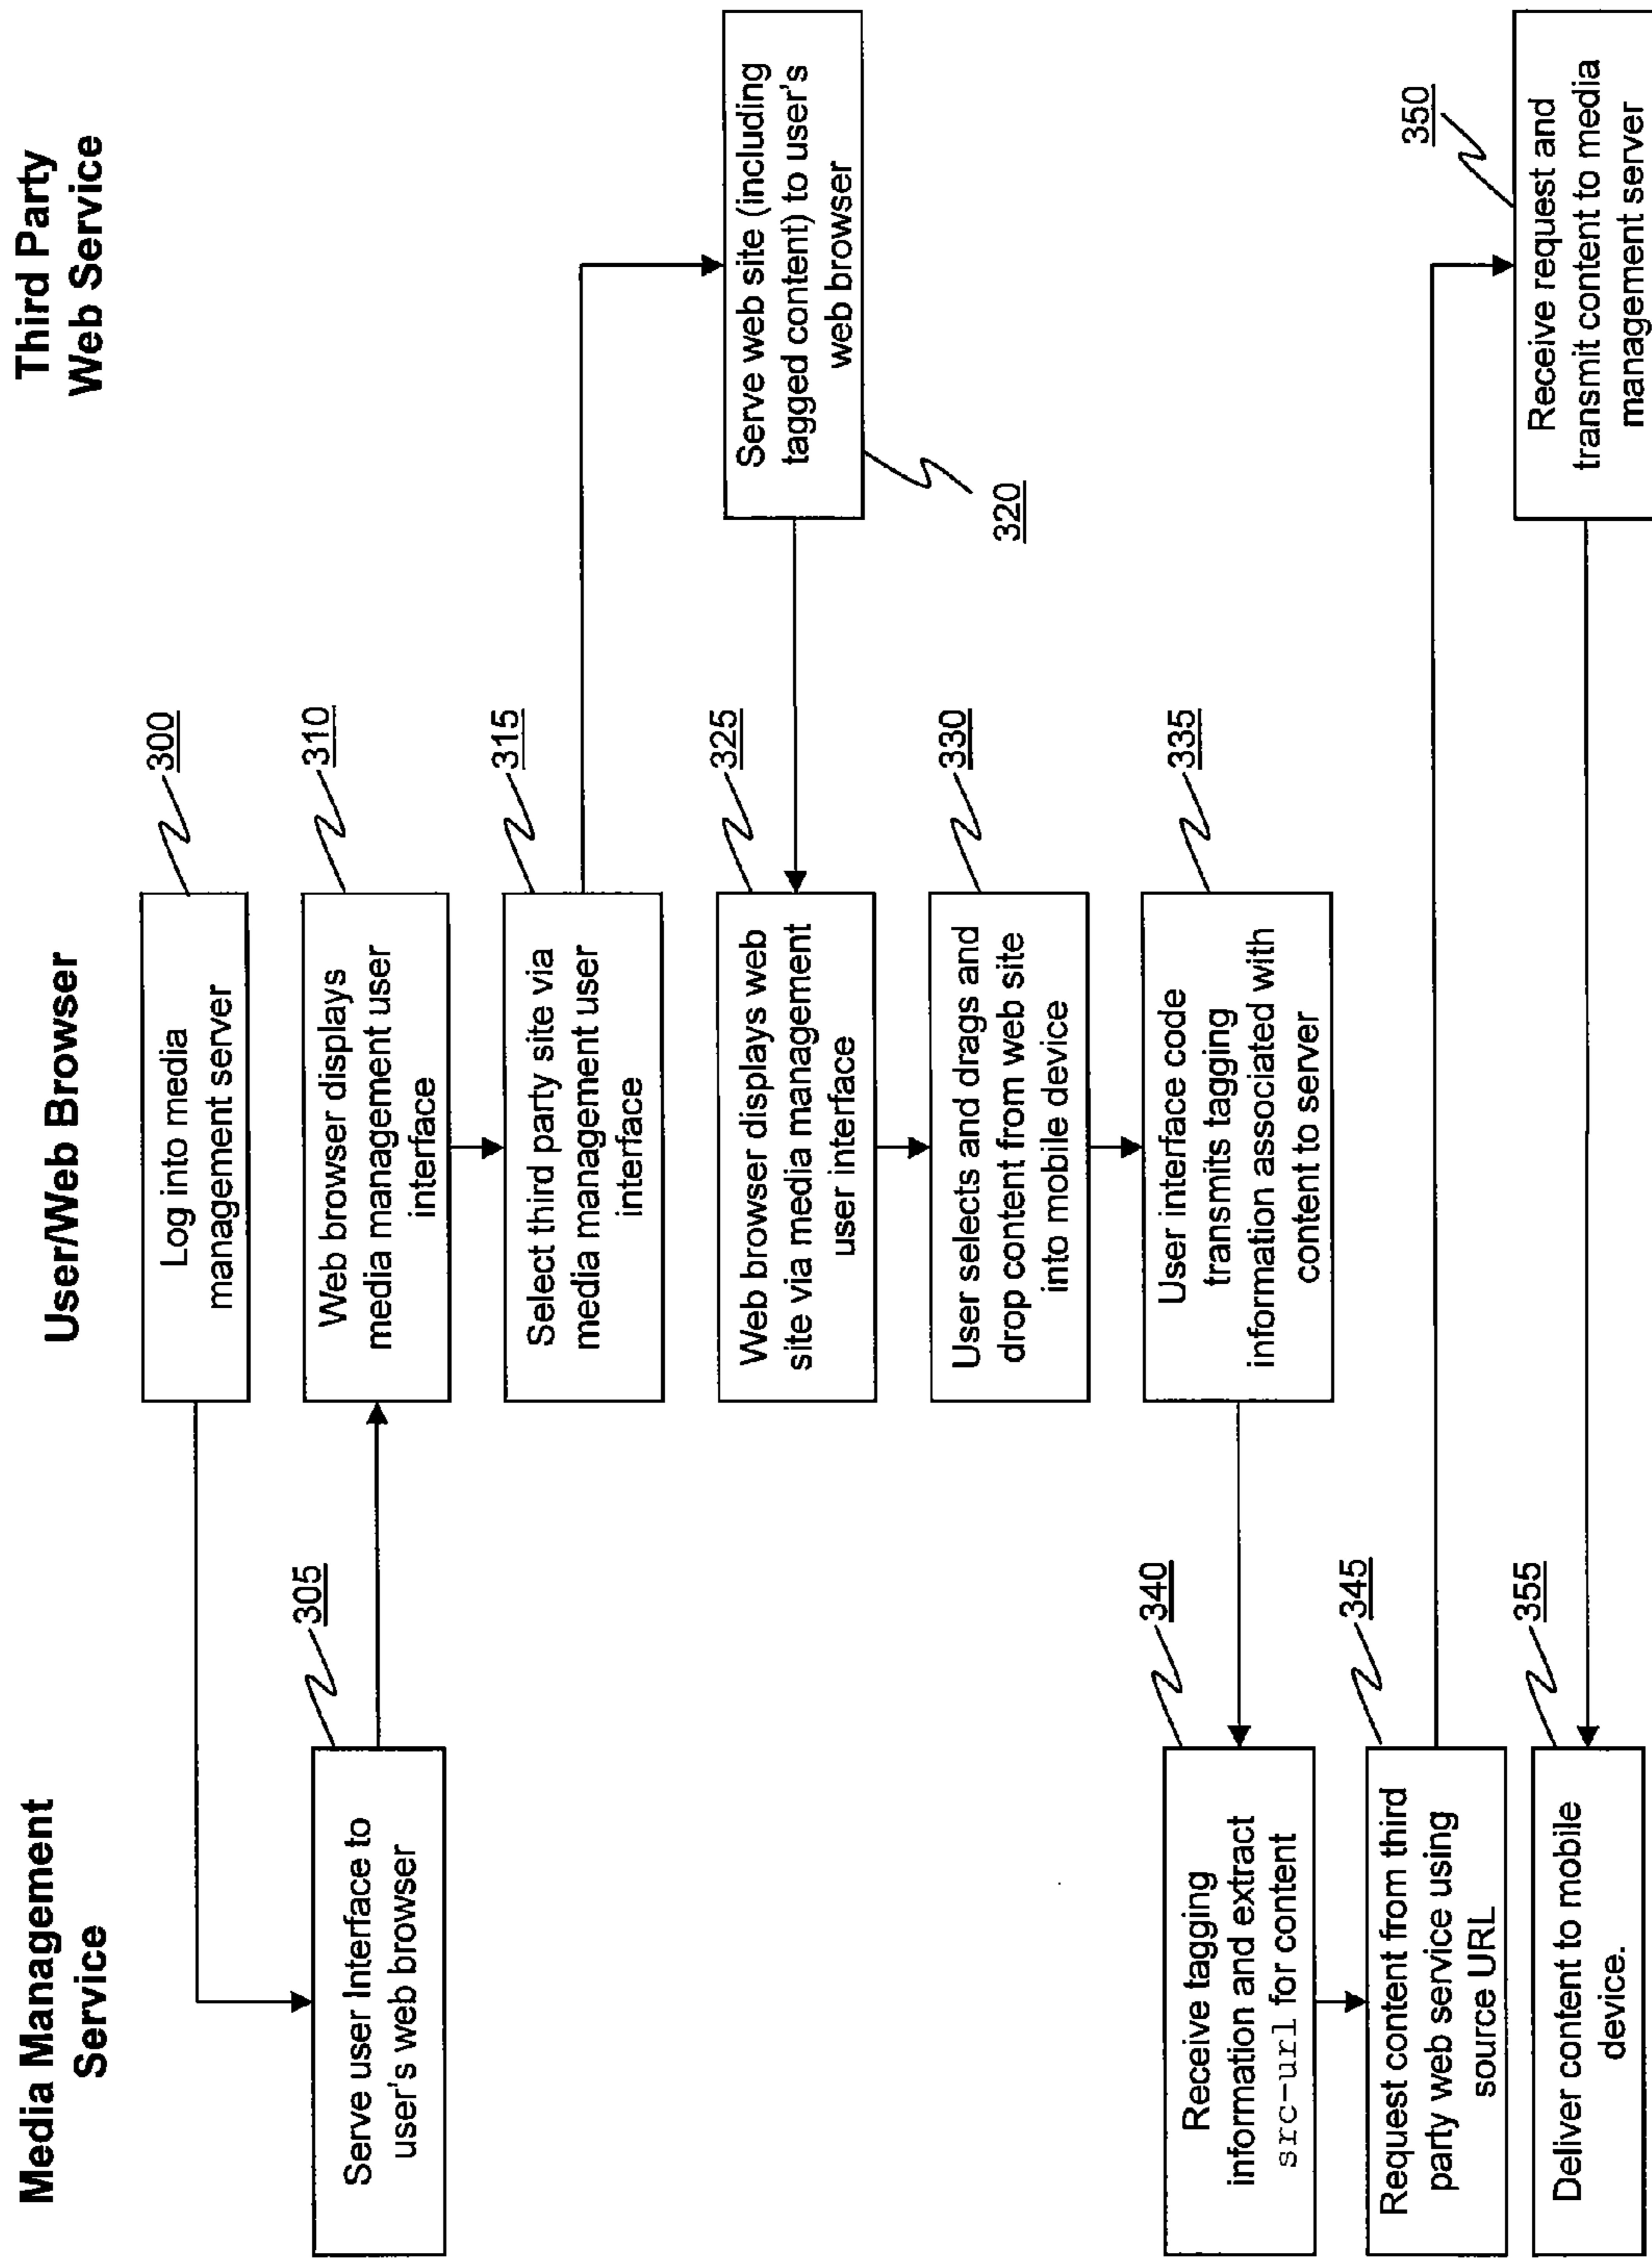 Media Management
Service
User/Web Browser
Third Party
Web Service
Log into media
management server
300
Serve user Interface to
user's web browser
305
Web browser displays
media management user
interface
310
Select third party site via
media management user
interface
315
Serve web site (including
tagged content) to user's
web browser
320
Web browser displays web
site via media management
user interface
325
User selects and drags and
drop content from web site
into mobile device
330
User interface code
transmits tagging
information associated with
content to server
335
Receive tagging
information and extract
src-url for content
340
Request content from third
party web service using
source URL
345
Receive request and
transmit content to media
management server
350
Deliver content to mobile
device.
355